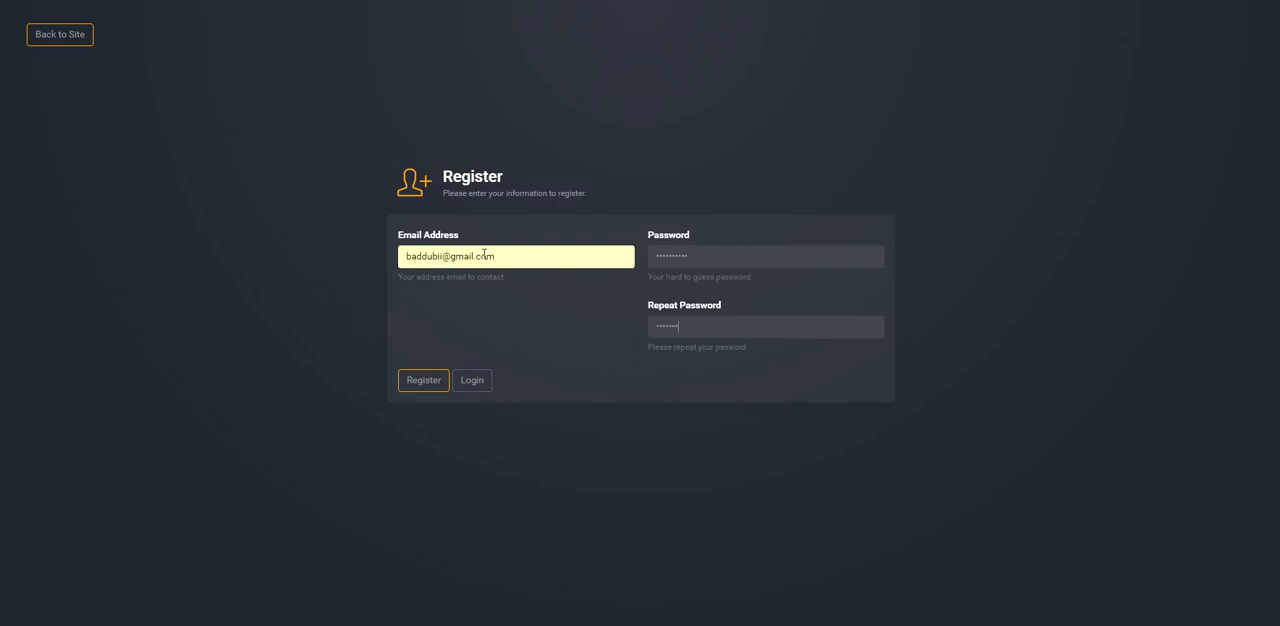 Back to Site
Register
Please enter your information to register.
Email Address
baddubii@gmail.com
Your address email to contact
Password
••••••••••
Your hard to guess password
Repeat Password
•••••••
Please repeat your pasword
Register
Login